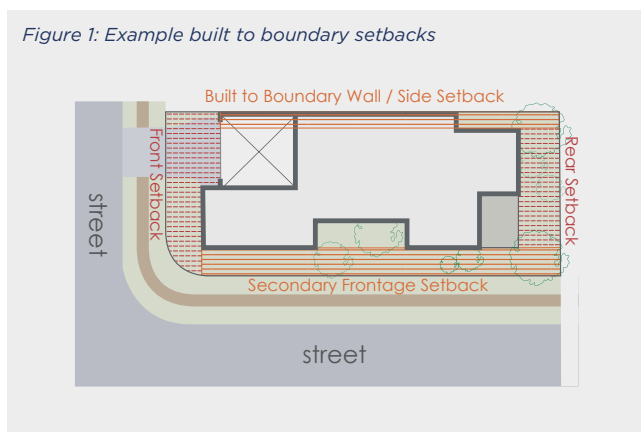 Figure 1: Example built to boundary setbacks
Built to Boundary Wall / Side Setback
Front Setback
Rear Setback
street
Secondary Frontage Setback
street